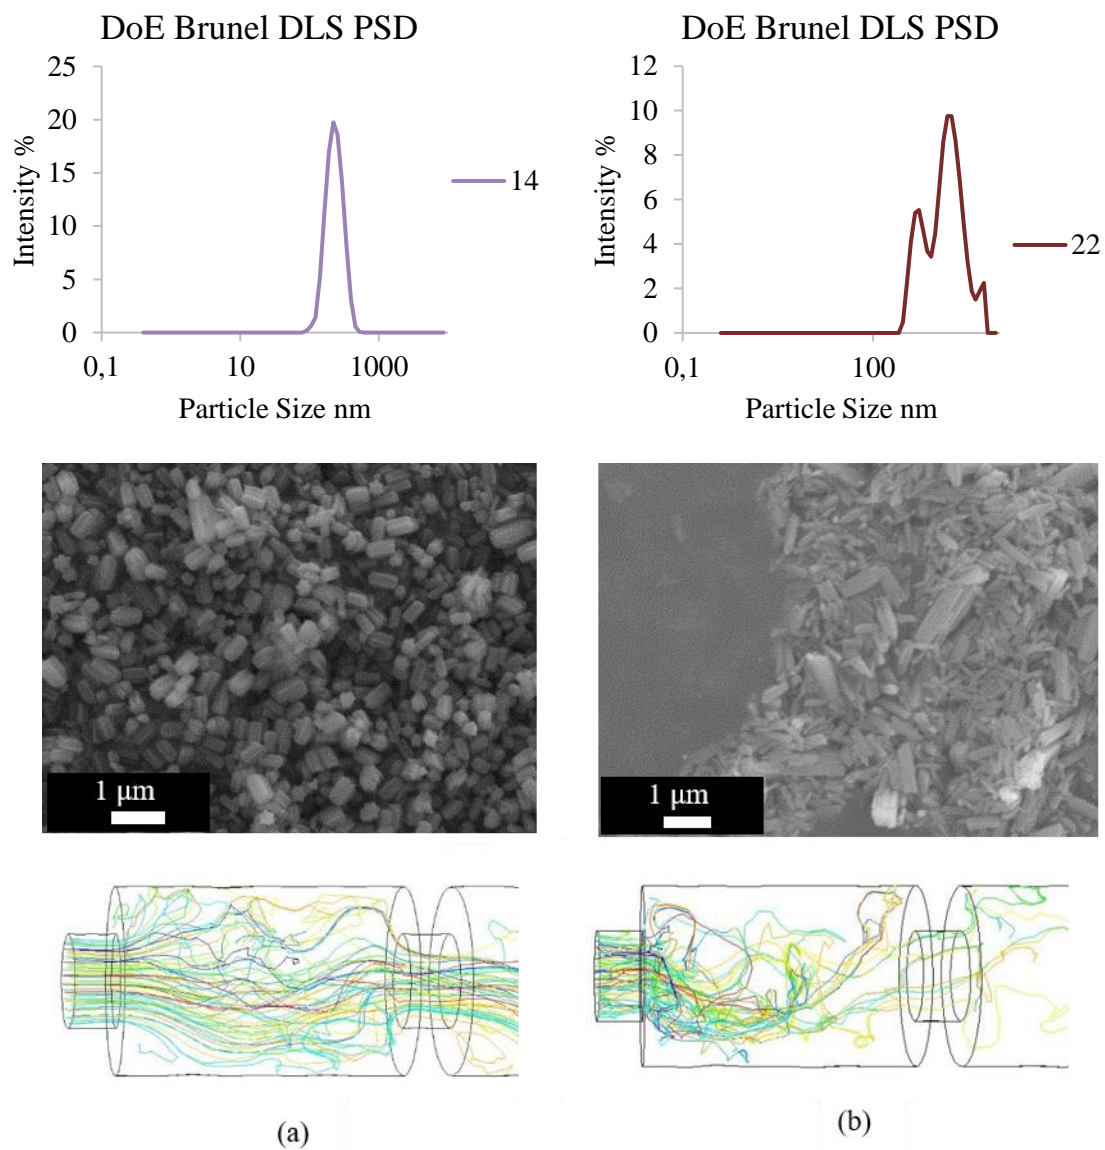 DoE Brunel DLS PSD
25
20
15
10
5
0
Intensity %
0,1
10
1000
Particle Size nm
14
DoE Brunel DLS PSD
12
10
8
6
4
2
0
Intensity %
0,1
100
Particle Size nm
22
1 μm
1 μm
(a)
(b)